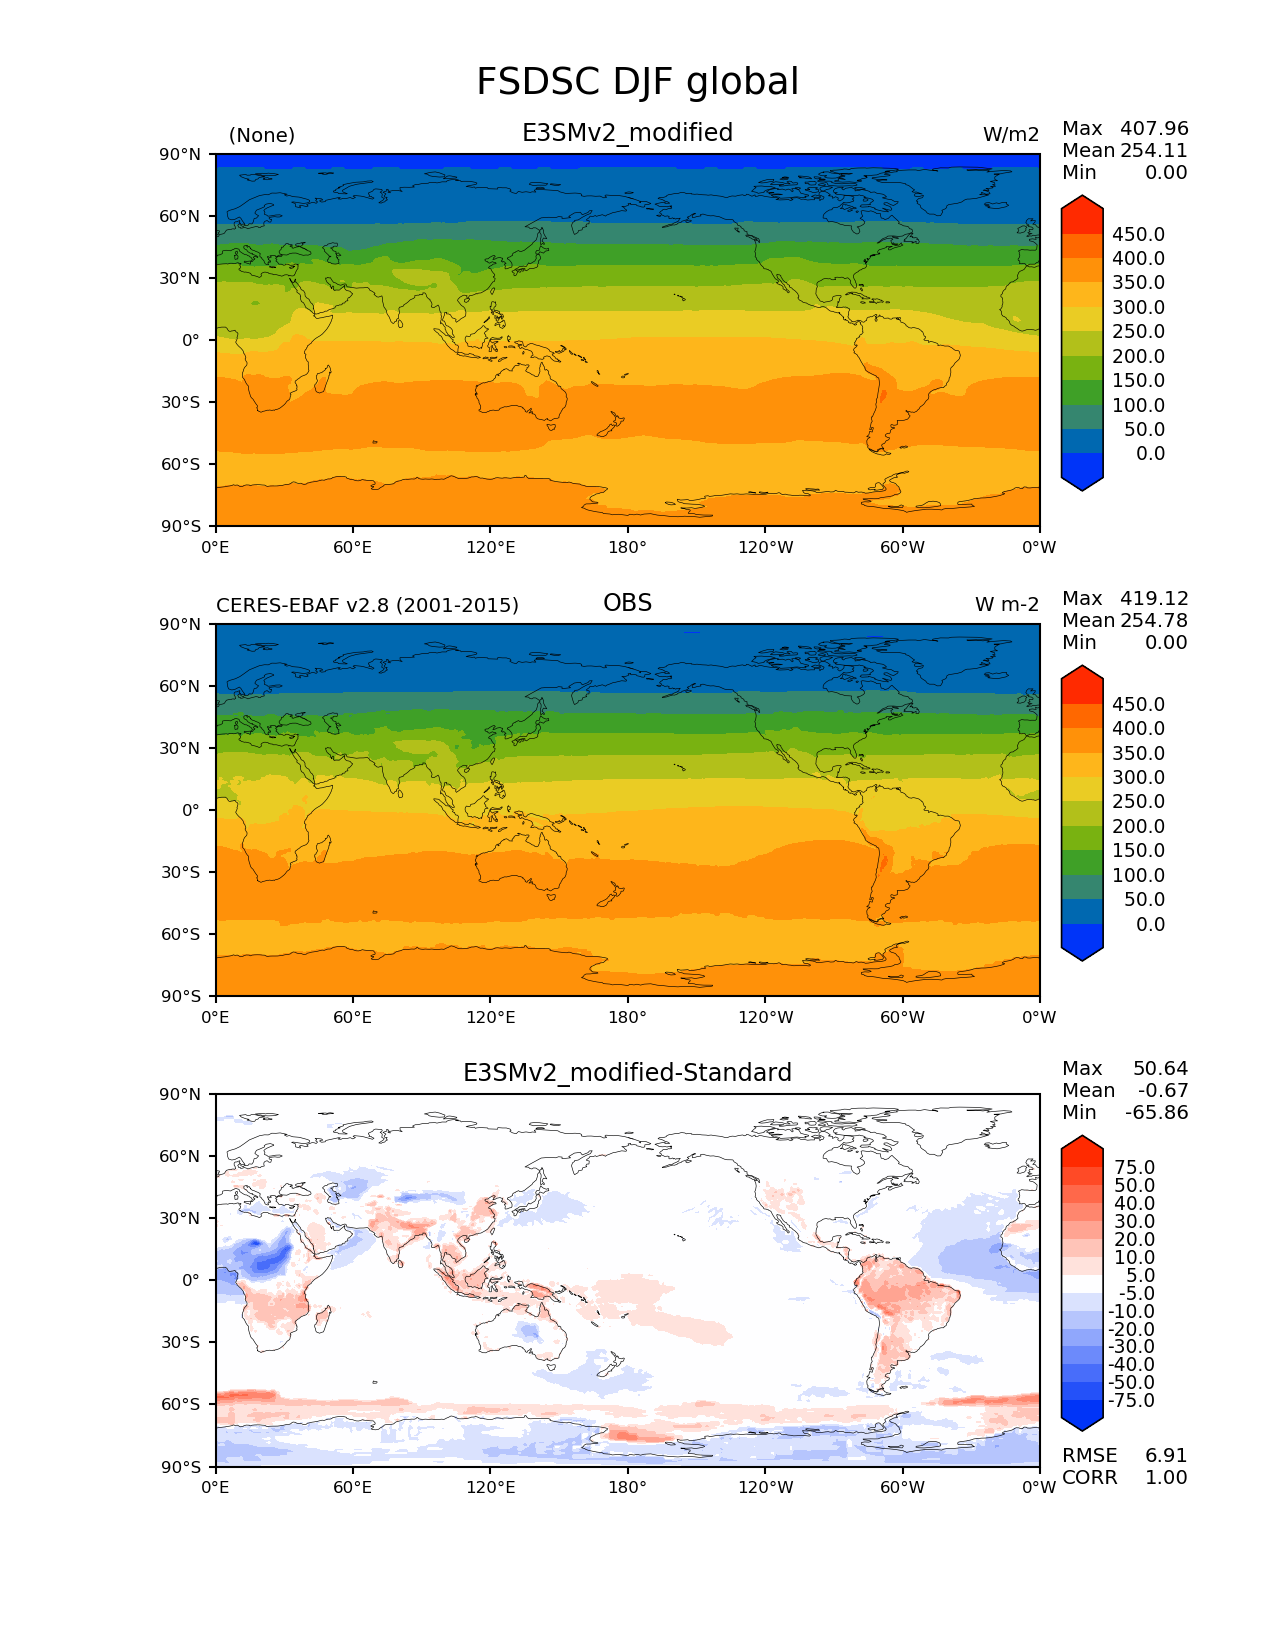 FSDSC DJF global
(None) E3SMv2_modified W/m2
Max 407.96
Mean 254.11
Min 0.00
90°N
60°N
30°N
0°
30°S
60°S
90°S
0°E 60°E 120°E 180° 120°W 60°W 0°W
450.0
400.0
350.0
300.0
250.0
200.0
150.0
100.0
50.0
0.0
CERES-EBAF v2.8 (2001-2015) OBS W m-2
Max 419.12
Mean 254.78
Min 0.00
90°N
60°N
30°N
0°
30°S
60°S
90°S
0°E 60°E 120°E 180° 120°W 60°W 0°W
450.0
400.0
350.0
300.0
250.0
200.0
150.0
100.0
50.0
0.0
E3SMv2_modified-Standard
Max 50.64
Mean -0.67
Min -65.86
90°N
60°N
30°N
0°
30°S
60°S
90°S
0°E 60°E 120°E 180° 120°W 60°W 0°W
75.0
50.0
40.0
30.0
20.0
10.0
5.0
-5.0
-10.0
-20.0
-30.0
-40.0
-50.0
-75.0
RMSE 6.91
CORR 1.00